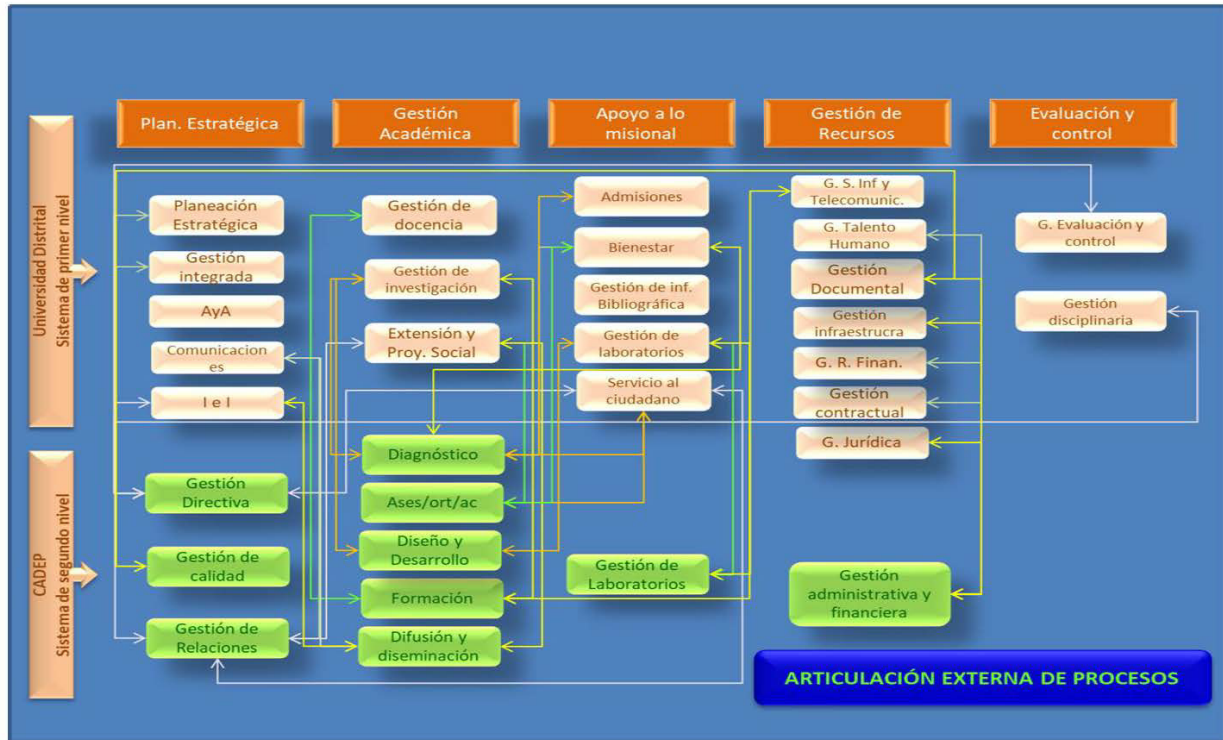 Plan. Estratégica
Gestión
Académica
Apoyo a lo
misional
Gestión de
Recursos
Evaluación y
control
Universidad Distrital
Sistema de primer nivel
Planeación
Estratégica
Gestión
integrada
AyA
Comunicacion
es
I e I
Gestión de
docencia
Gestión de
investigación
Extensión y
Proy. Social
Admisiones
Bienestar
Gestión de inf.
Bibliográfica
Gestión de
laboratorios
Servicio al
ciudadano
G. S. Inf y
Telecomunic.
G. Talento
Humano
Gestión
Documental
Gestión
infraestrucra
G. R. Finan.
Gestión
contractual
G. Jurídica
G. Evaluación y
control
Gestión
disciplinaria
CADEP
Sistema de segundo nivel
Gestión
Directiva
Gestión de
calidad
Gestión de
Relaciones
Diagnóstico
Ases/ort/ac
Diseño y
Desarrollo
Formación
Difusión y
diseminación
Gestión de
Laboratorios
Gestión
administrativa y
financiera
ARTICULACIÓN EXTERNA DE PROCESOS